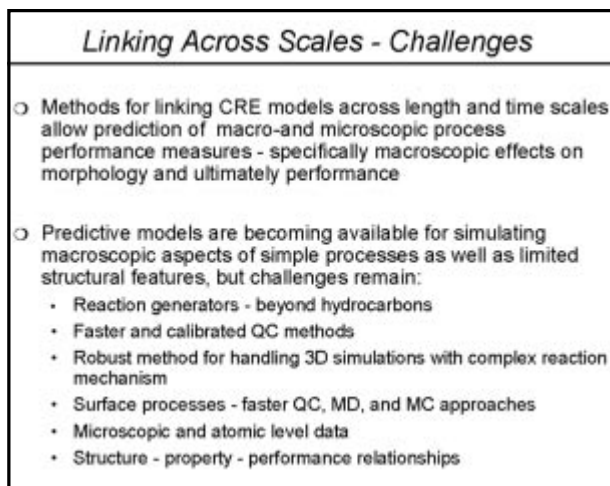 Linking Across Scales - Challenges
❍ Methods for linking CRE models across length and time scales
allow prediction of macro-and microscopic process
performance measures - specifically macroscopic effects on
morphology and ultimately performance
❍ Predictive models are becoming available for simulating
macroscopic aspects of simple processes as well as limited
structural features, but challenges remain:
• Reaction generators - beyond hydrocarbons
• Faster and calibrated QC methods
• Robust method for handling 3D simulations with complex reaction
mechanism
• Surface processes - faster QC, MD, and MC approaches
• Microscopic and atomic level data
• Structure - property - performance relationships